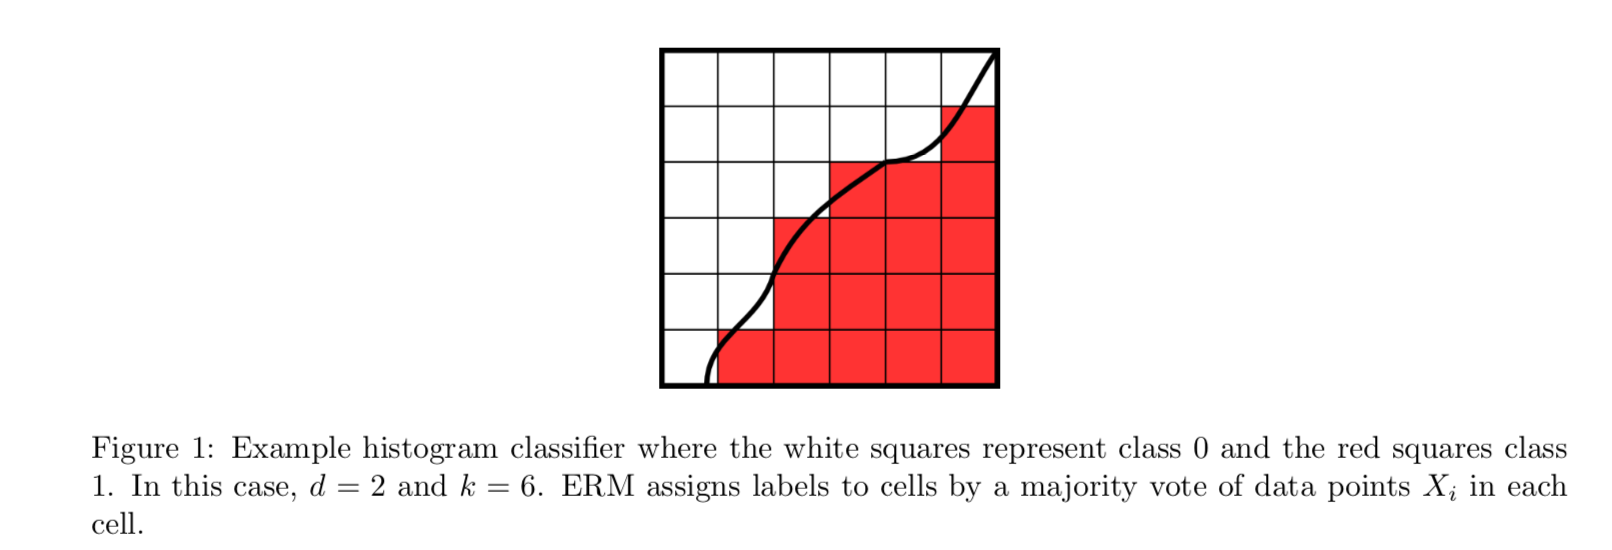 Figure 1: Example histogram classifier where the white squares represent class 0 and the red squares class
1. In this case, d = 2 and k = 6. ERM assigns labels to cells by a majority vote of data points Xᵢ in each
cell.